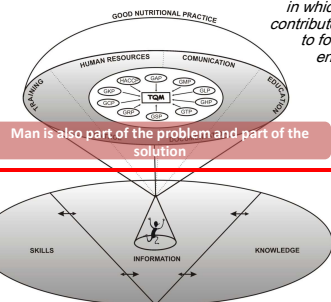 in which
contribute
to fo
en
GOOD NUTRITIONAL PRACTICE
HUMAN RESOURCES
COMUNICATION
TRAINING
EDUCATION
HACCP
GAP
GMP
GKP
TQM
GLP
GCP
GHP
GRP
GSP
GTP
Man is also part of the problem and part of the
solution
SKILLS
INFORMATION
KNOWLEDGE